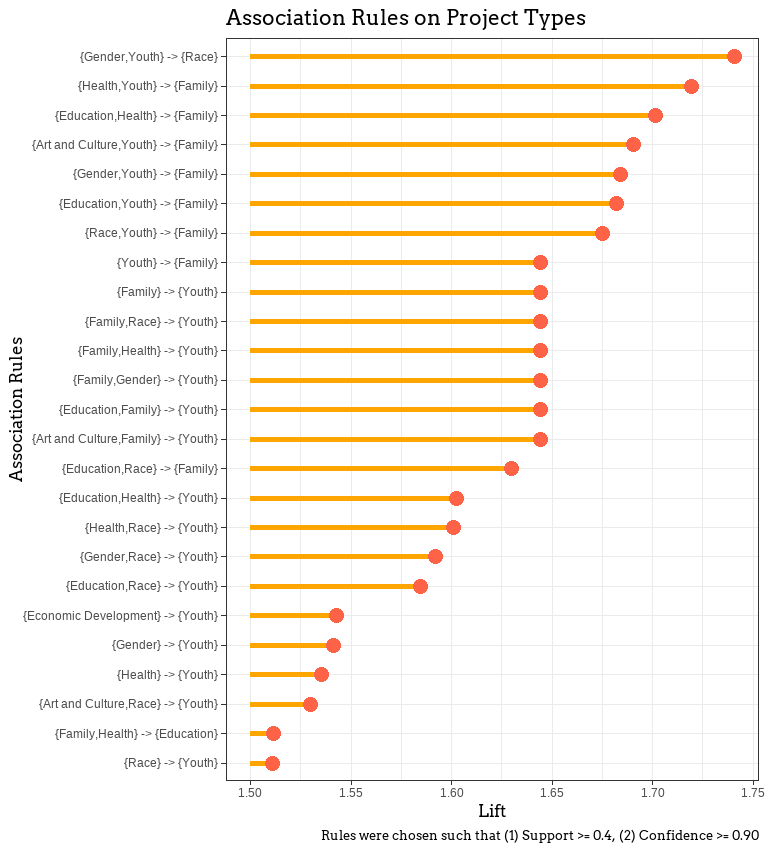 Association Rules on Project Types
Association Rules
{Gender,Youth} -> {Race}
{Health,Youth} -> {Family}
{Education,Health} -> {Family}
{Art and Culture,Youth} -> {Family}
{Gender,Youth} -> {Family}
{Education,Youth} -> {Family}
{Race,Youth} -> {Family}
{Youth} -> {Family}
{Family} -> {Youth}
{Family,Race} -> {Youth}
{Family,Health} -> {Youth}
{Family,Gender} -> {Youth}
{Education,Family} -> {Youth}
{Art and Culture,Family} -> {Youth}
{Education,Race} -> {Family}
{Education,Health} -> {Youth}
{Health,Race} -> {Youth}
{Gender,Race} -> {Youth}
{Education,Race} -> {Youth}
{Economic Development} -> {Youth}
{Gender} -> {Youth}
{Health} -> {Youth}
{Art and Culture,Race} -> {Youth}
{Family,Health} -> {Education}
{Race} -> {Youth}
1.50 1.55 1.60 1.65 1.70 1.75
Lift
Rules were chosen such that (1) Support >= 0.4, (2) Confidence >= 0.90